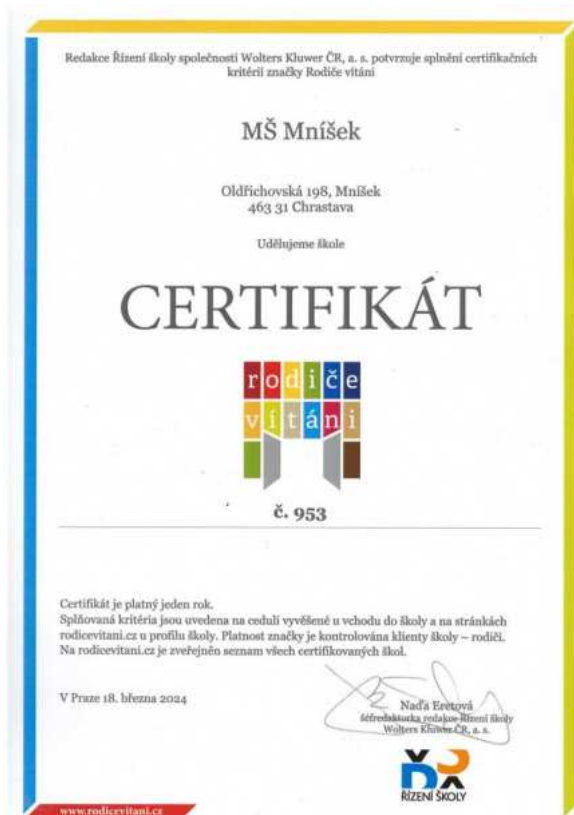 Redakce Řízení školy společnosti Wolters Kluwer ČR, a. s. potvrzuje splnění certifikačních
kritérií značky Rodiče vítáni
MŠ Mníšek
Oldřichovská 198, Mníšek
463 31 Chrastava
Udělujeme škole
CERTIFIKÁT
rodiče
vítáni
č. 953
Certifikát je platný jeden rok.
Splňovaná kritéria jsou uvedena na ceduli vyvěšené u vchodu do školy a na stránkách
rodicevitani.cz u profilu školy. Platnost značky je kontrolována klienty školy – rodiči.
Na rodicevitani.cz je zveřejněn seznam všech certifikovaných škol.
V Praze 18. března 2024
Naďa Eretová
šéfredaktorka redakce Řízení školy
Wolters Kluwer ČR, a. s.
ŘÍZENÍ ŠKOLY
www.rodicevitani.cz